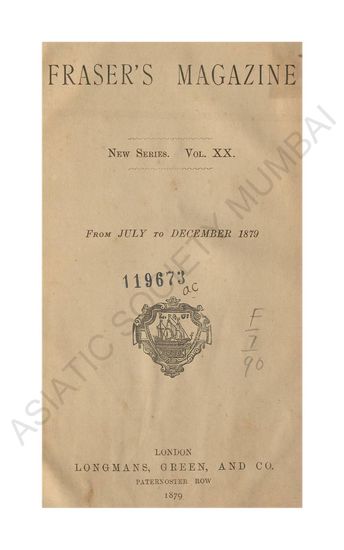 FRASER'S MAGAZINE
NEW SERIES. VOL. XX.
FROM JULY TO DECEMBER 1879
119673
ac
F
7
90
LONDON
LONGMANS, GREEN, AND CO.
PATERNOSTER ROW
1879
ASIATIC SOCIETY MUMBAI